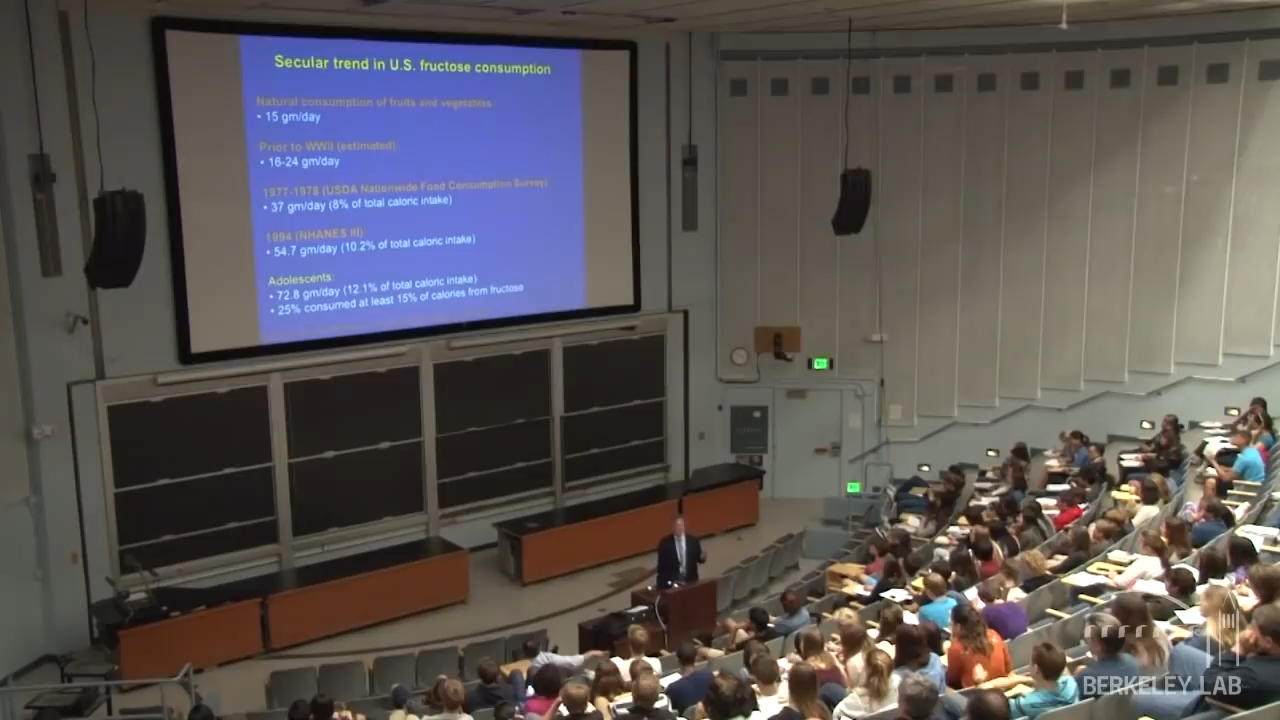 Secular trend in U.S. fructose consumption
Natural consumption of fruits and vegetables
• 15 gm/day
Prior to WWII (estimated):
• 16-24 gm/day
1977-1978 (USDA Nationwide Food Consumption Survey)
• 37 gm/day (8% of total caloric intake)
1994 (NHANES III):
• 54.7 gm/day (10.2% of total caloric intake)
Adolescents:
• 72.8 gm/day (12.1% of total caloric intake)
• 25% consumed at least 15% of calories from fructose
BERKELEY LAB